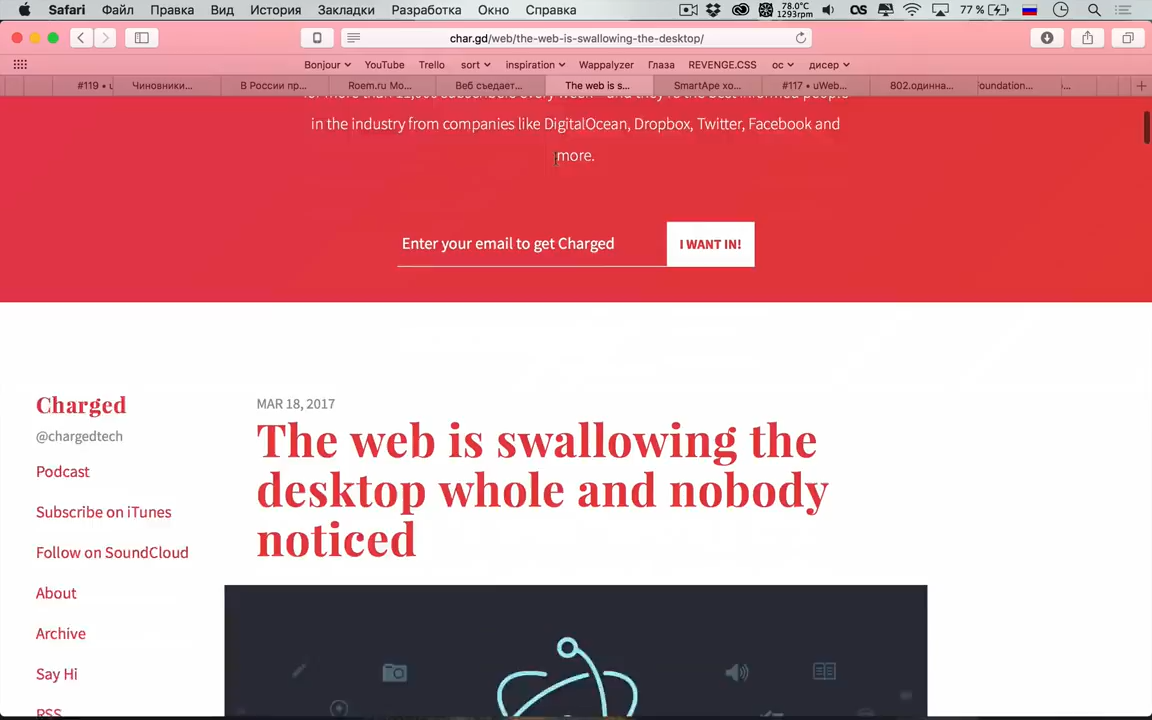 Safari Файл Правка Вид История Закладки Разработка Окно Справка 78.0°C 1293rpm 77 %
char.gd/web/the-web-is-swallowing-the-desktop/
Bonjour YouTube Trello sort inspiration Wappalyzer Глаза REVENGE.CSS ос дисер
#119 • u Чиновники... В России пр... Roem.ru Mo... Веб съедает... The web is s... SmartApe хо... #117 • uWeb... 802.одинна... oundation...
in the industry from companies like DigitalOcean, Dropbox, Twitter, Facebook and
more.
Enter your email to get Charged I WANT IN!
Charged
@chargedtech
Podcast
Subscribe on iTunes
Follow on SoundCloud
About
Archive
Say Hi
RSS
MAR 18, 2017
The web is swallowing the
desktop whole and nobody
noticed